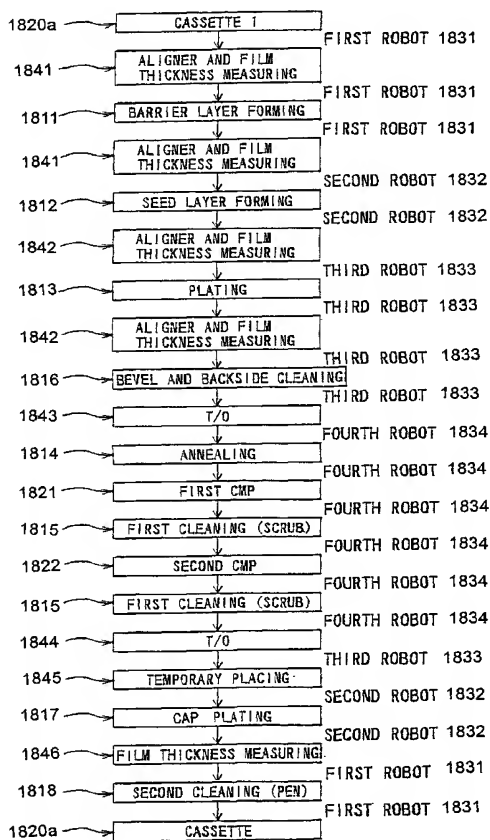 1820a
CASSETTE 1
FIRST ROBOT 1831
1841
ALIGNER AND FILM
THICKNESS MEASURING
FIRST ROBOT 1831
1811
BARRIER LAYER FORMING
FIRST ROBOT 1831
1841
ALIGNER AND FILM
THICKNESS MEASURING
SECOND ROBOT 1832
1812
SEED LAYER FORMING
SECOND ROBOT 1832
1842
ALIGNER AND FILM
THICKNESS MEASURING
THIRD ROBOT 1833
1813
PLATING
THIRD ROBOT 1833
1842
ALIGNER AND FILM
THICKNESS MEASURING
THIRD ROBOT 1833
1816
BEVEL AND BACKSIDE CLEANING
THIRD ROBOT 1833
1843
T/O
FOURTH ROBOT 1834
1814
ANNEALING
FOURTH ROBOT 1834
1821
FIRST CMP
FOURTH ROBOT 1834
1815
FIRST CLEANING (SCRUB)
FOURTH ROBOT 1834
1822
SECOND CMP
FOURTH ROBOT 1834
1815
FIRST CLEANING (SCRUB)
FOURTH ROBOT 1834
1844
T/O
THIRD ROBOT 1833
1845
TEMPORARY PLACING
SECOND ROBOT 1832
1817
CAP PLATING
SECOND ROBOT 1832
1846
FILM THICKNESS MEASURING
FIRST ROBOT 1831
1818
SECOND CLEANING (PEN)
FIRST ROBOT 1831
1820a
CASSETTE